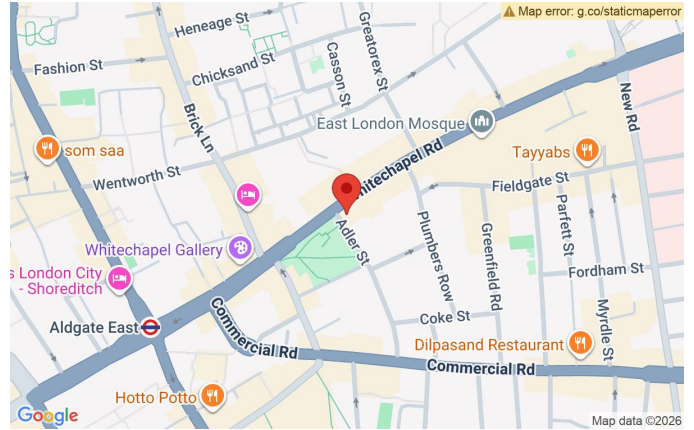 Map error: g.co/staticmaperror
Heneage St
Greatorex St
Fashion St
Chicksand St
Casson St
New Rd
Brick Ln
East London Mosque
som saa
Tayyabs
Wentworth St
Whitechapel Rd
Fieldgate St
Whitechapel Gallery
Adler St
Plumbers Row
Greenfield Rd
Parfett St
s London City
- Shoreditch
Fordham St
Myrdle St
Aldgate East
Commercial Rd
Coke St
Dilpasand Restaurant
Commercial Rd
Hotto Potto
Google
Map data ©2026